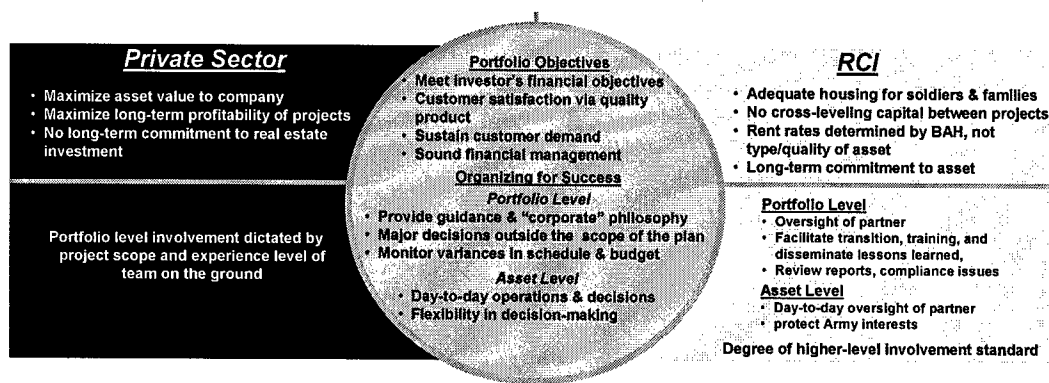 Private Sector
• Maximize asset value to company
• Maximize long-term profitability of projects
• No long-term commitment to real estate
investment
Portfolio level involvement dictated by
project scope and experience level of
team on the ground
Portfolio Objectives
• Meet investor's financial objectives
• Customer satisfaction via quality
product
• Sustain customer demand
• Sound financial management
Organizing for Success
Portfolio Level
• Provide guidance & "corporate" philosophy
• Major decisions outside the scope of the plan
• Monitor variances in schedule & budget
Asset Level
• Day-to-day operations & decisions
• Flexibility in decision-making
RCI
• Adequate housing for soldiers & families
• No cross-leveling capital between projects
• Rent rates determined by BAH, not
type/quality of asset
• Long-term commitment to asset
Portfolio Level
• Oversight of partner
• Facilitate transition, training, and
disseminate lessons learned,
• Review reports, compliance issues
Asset Level
• Day-to-day oversight of partner
• protect Army interests
Degree of higher-level involvement standard